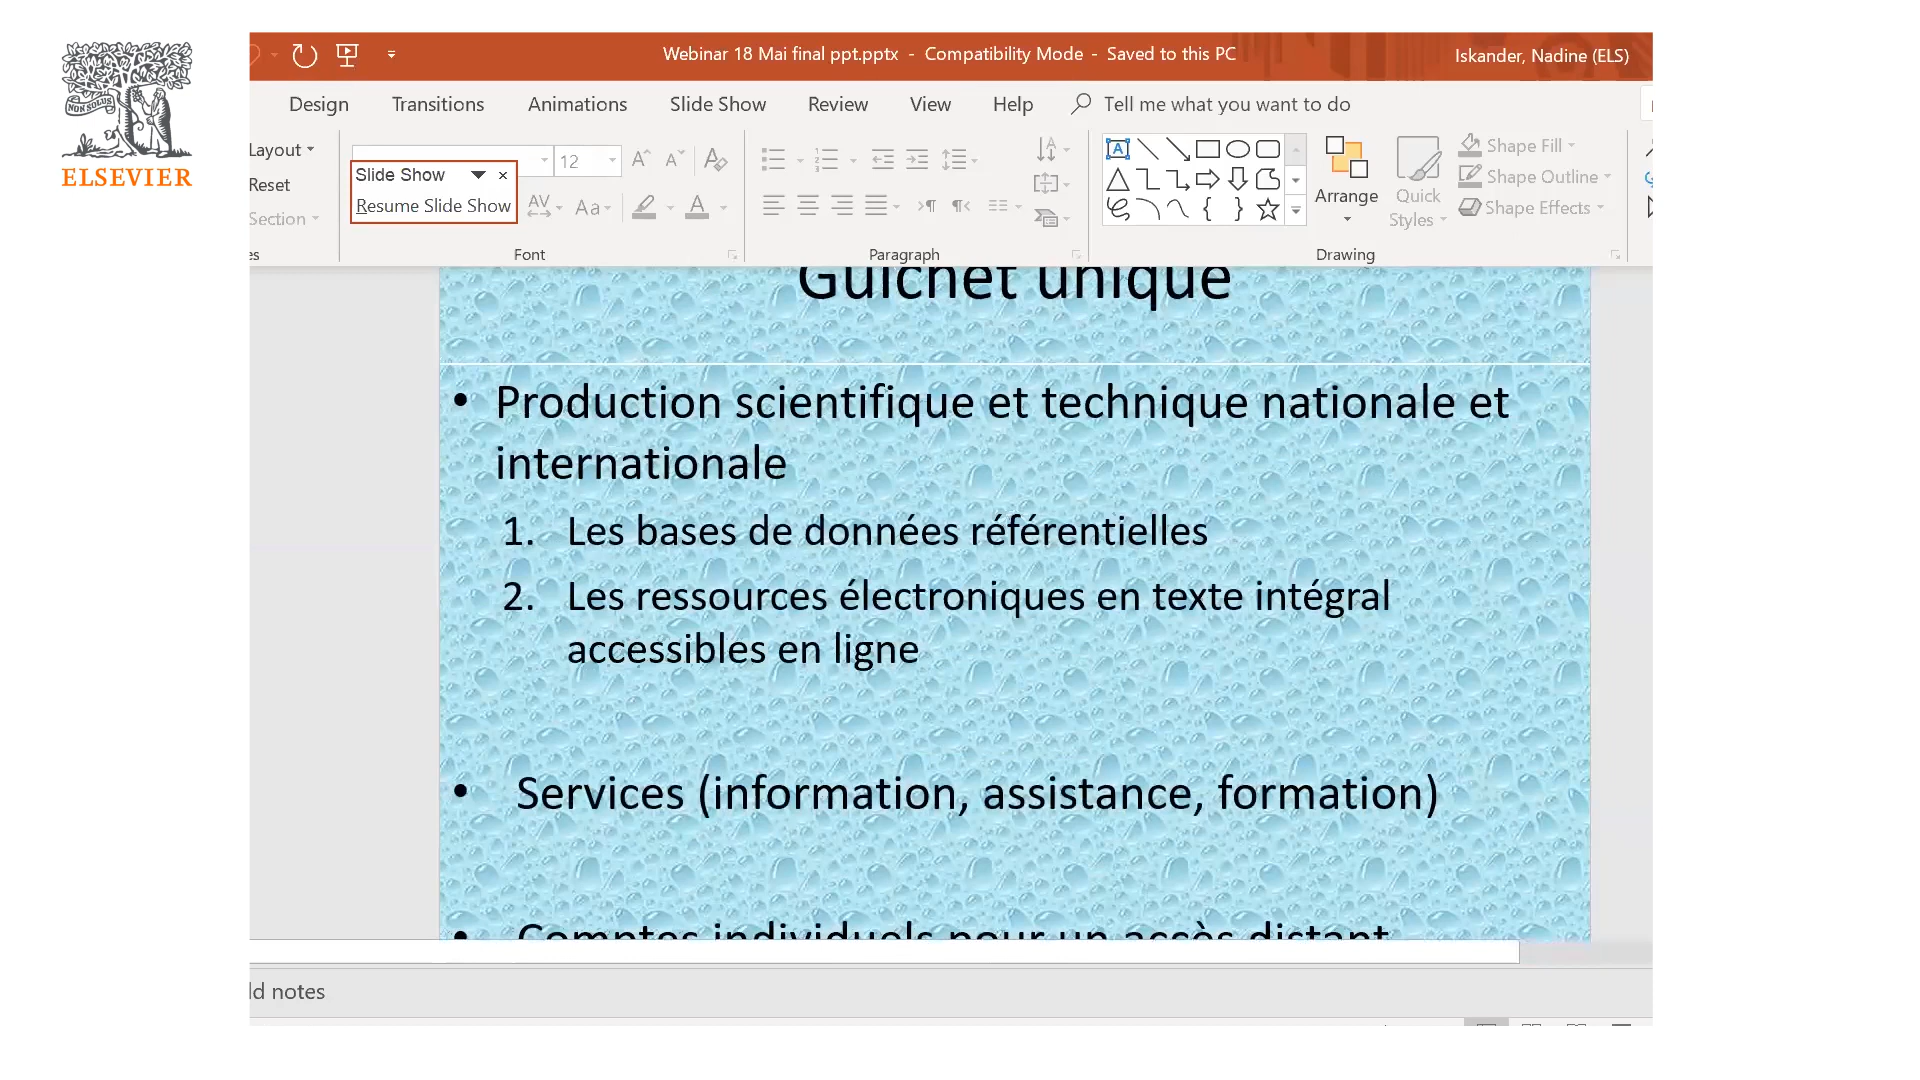 NON SOLUS
ELSEVIER
Webinar 18 Mai final ppt.pptx - Compatibility Mode - Saved to this PC
Iskander, Nadine (ELS)
Design Transitions Animations Slide Show Review View Help Tell me what you want to do
Layout
Reset
Section
Slide Show
Resume Slide Show
12
Aa
Font
Paragraph
Arrange
Quick
Styles
Shape Fill
Shape Outline
Shape Effects
Drawing
Guichet unique
• Production scientifique et technique nationale et
internationale
1. Les bases de données référentielles
2. Les ressources électroniques en texte intégral
accessibles en ligne
• Services (information, assistance, formation)
• Comptes individuels pour un accès distant
notes